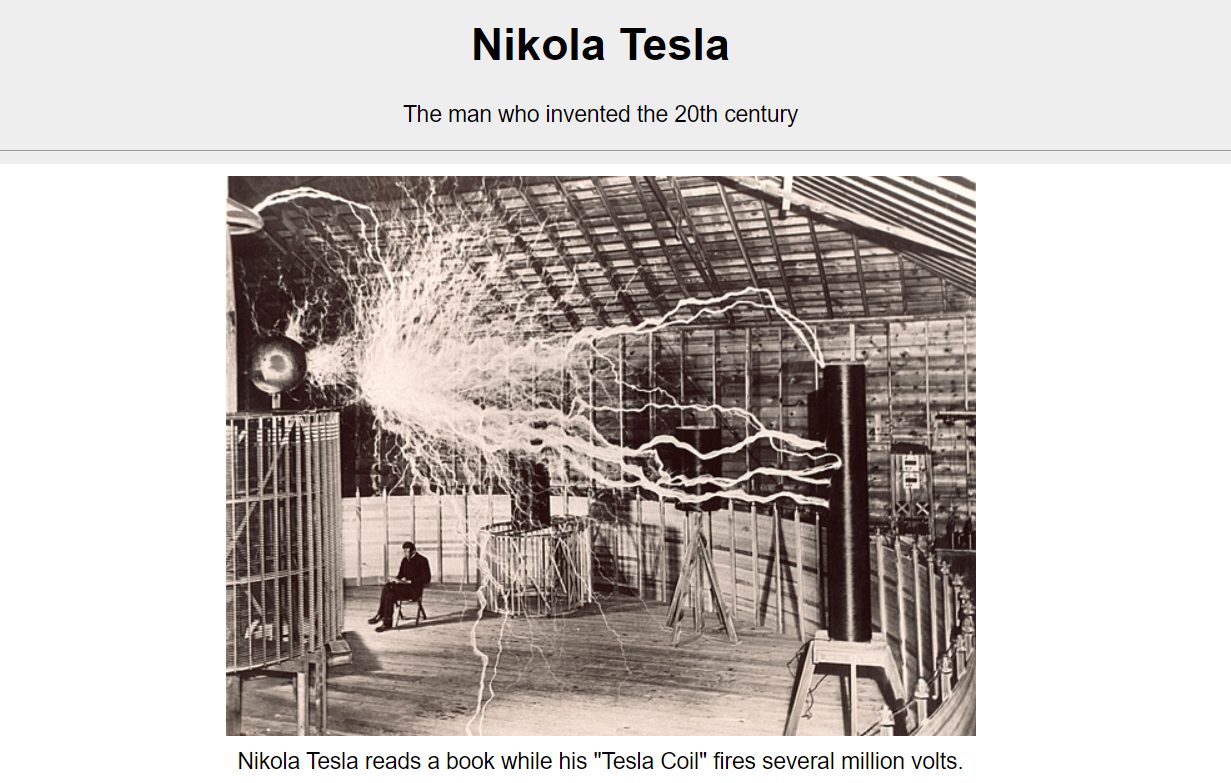 Nikola Tesla
The man who invented the 20th century
Nikola Tesla reads a book while his "Tesla Coil" fires several million volts.